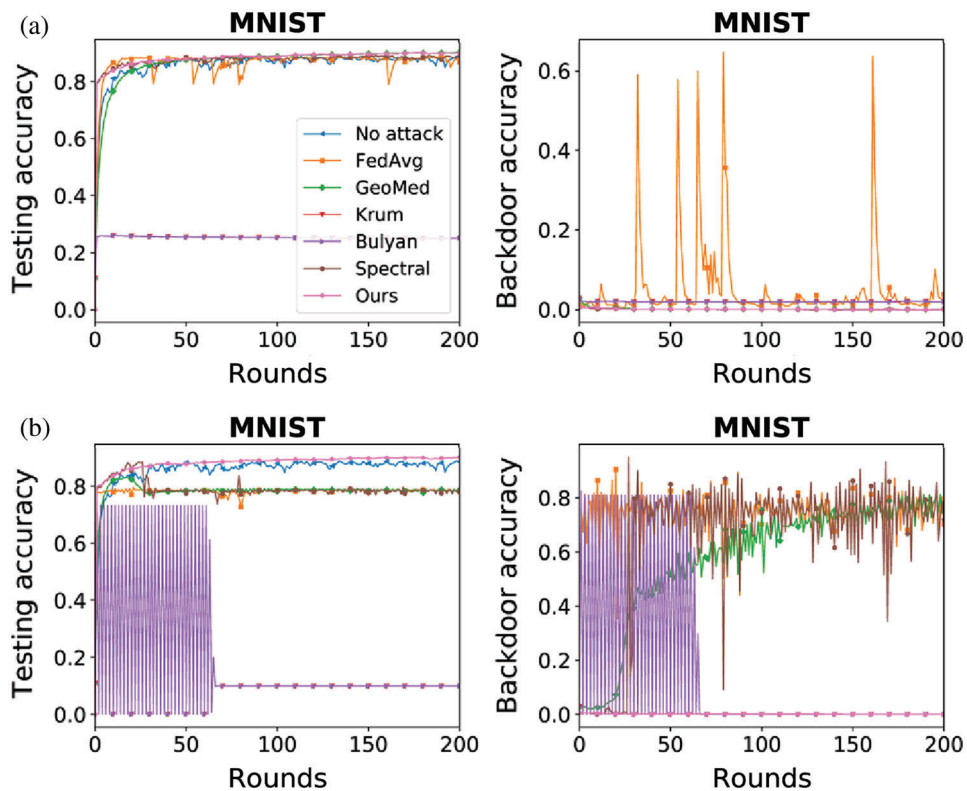 (a)
MNIST
MNIST
Testing accuracy
0.8
0.6
0.4
0.2
0.0
No attack
FedAvg
GeoMed
Krum
Bulyan
Spectral
Ours
0
50
100
150
200
Rounds
Backdoor accuracy
0.6
0.4
0.2
0.0
0
50
100
150
200
Rounds
(b)
MNIST
MNIST
Testing accuracy
0.8
0.6
0.4
0.2
0.0
0
50
100
150
200
Rounds
Backdoor accuracy
0.8
0.6
0.4
0.2
0.0
0
50
100
150
200
Rounds